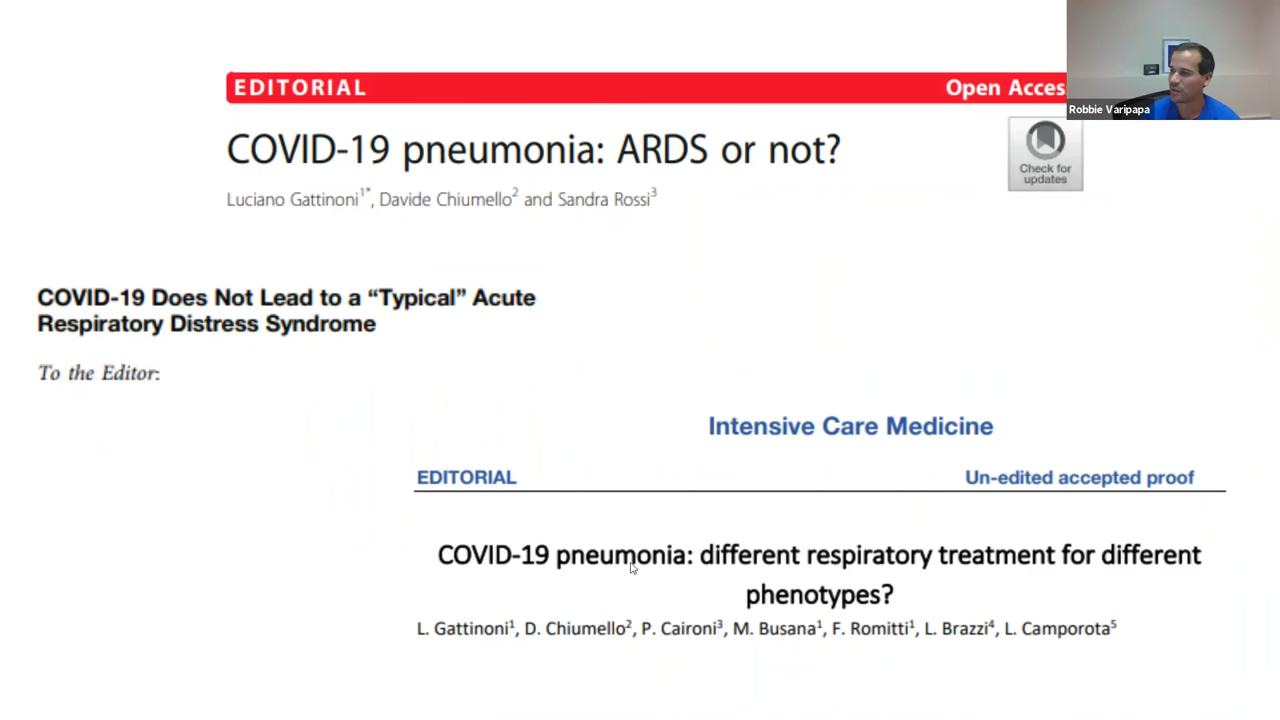 EDITORIAL Open Acces
Robbie Varipapa
COVID-19 pneumonia: ARDS or not?
Check for
updates
Luciano Gattinoni1*, Davide Chiumello2 and Sandra Rossi3
COVID-19 Does Not Lead to a “Typical” Acute
Respiratory Distress Syndrome
To the Editor:
Intensive Care Medicine
EDITORIAL Un-edited accepted proof
COVID-19 pneumonia: different respiratory treatment for different
phenotypes?
L. Gattinoni1, D. Chiumello2, P. Caironi3, M. Busana1, F. Romitti1, L. Brazzi4, L. Camporota5